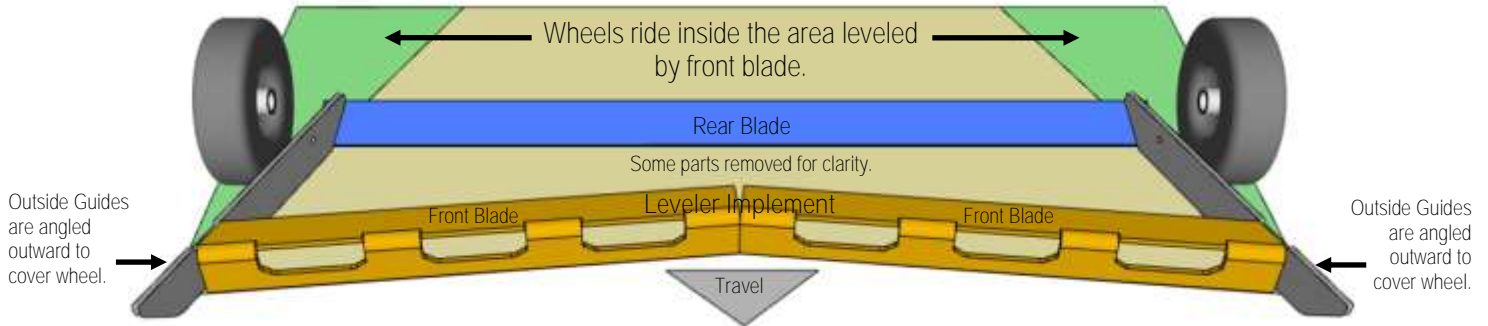 Wheels ride inside the area leveled
by front blade.
Rear Blade
Some parts removed for clarity.
Leveler Implement
Front Blade
Front Blade
Outside Guides
are angled
outward to
cover wheel.
Outside Guides
are angled
outward to
cover wheel.
Travel